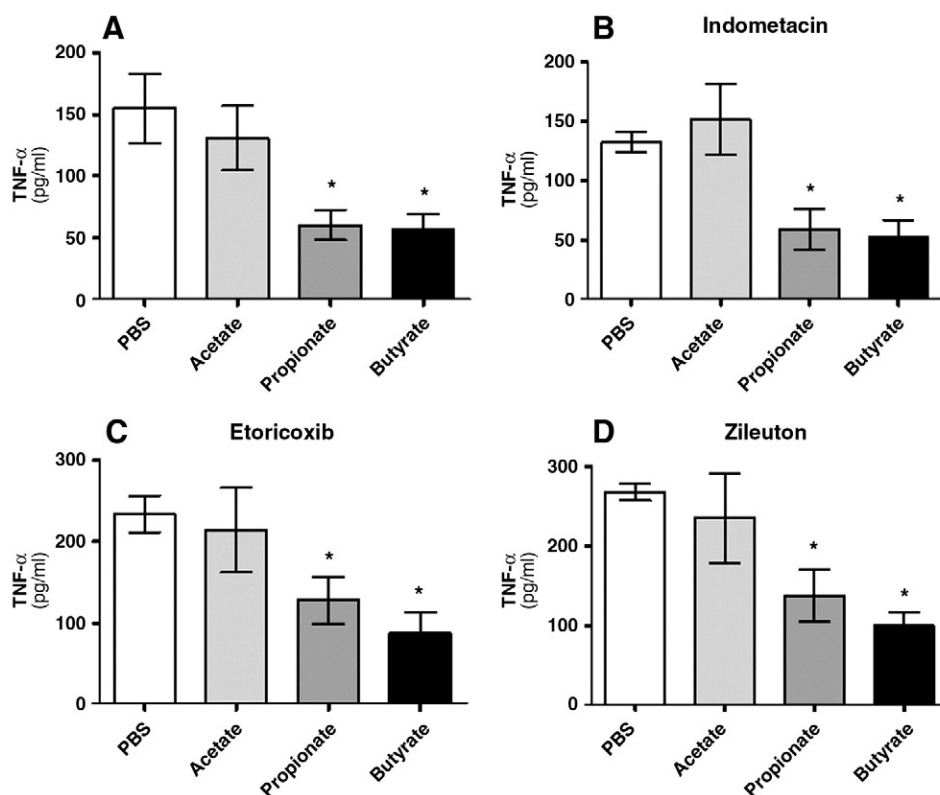 A
200
150
100
50
0
TNF-α
(pg/ml)
*
*
PBS
Acetate
Propionate
Butyrate
B
Indometacin
200
150
100
50
0
TNF-α
(pg/ml)
*
*
PBS
Acetate
Propionate
Butyrate
C
Etoricoxib
300
200
100
0
TNF-α
(pg/ml)
*
*
PBS
Acetate
Propionate
Butyrate
D
Zileuton
300
200
100
0
TNF-α
(pg/ml)
*
*
PBS
Acetate
Propionate
Butyrate